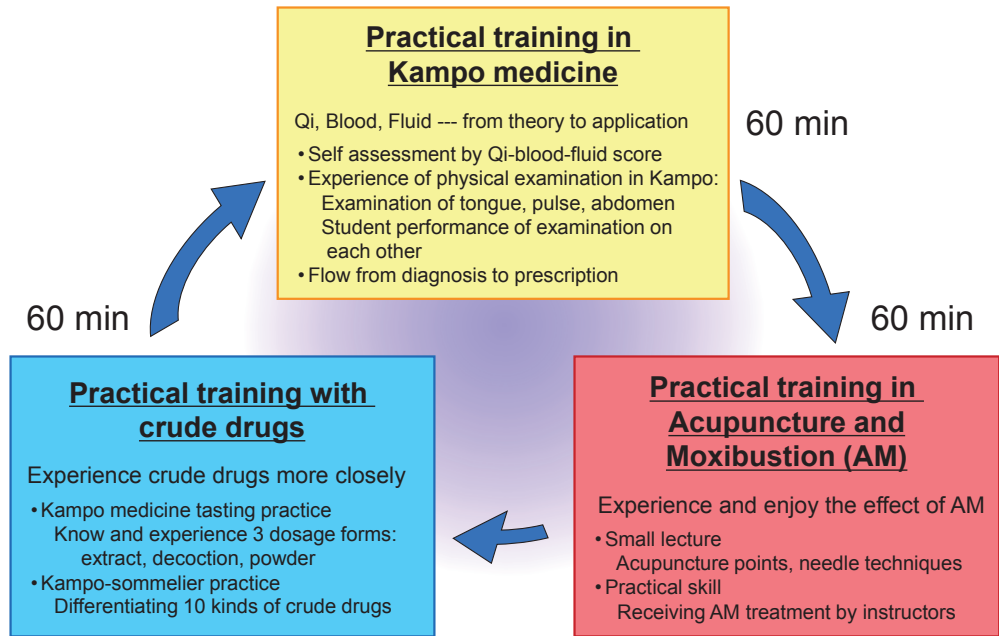 Practical training in
Kampo medicine
Qi, Blood, Fluid --- from theory to application
•Self assessment by Qi-blood-fluid score
•Experience of physical examination in Kampo:
Examination of tongue, pulse, abdomen
Student performance of examination on
each other
•Flow from diagnosis to prescription
60 min
60 min
60 min
Practical training with
crude drugs
Experience crude drugs more closely
•Kampo medicine tasting practice
Know and experience 3 dosage forms:
extract, decoction, powder
•Kampo-sommelier practice
Differentiating 10 kinds of crude drugs
Practical training in
Acupuncture and
Moxibustion (AM)
Experience and enjoy the effect of AM
•Small lecture
Acupuncture points, needle techniques
•Practical skill
Receiving AM treatment by instructors